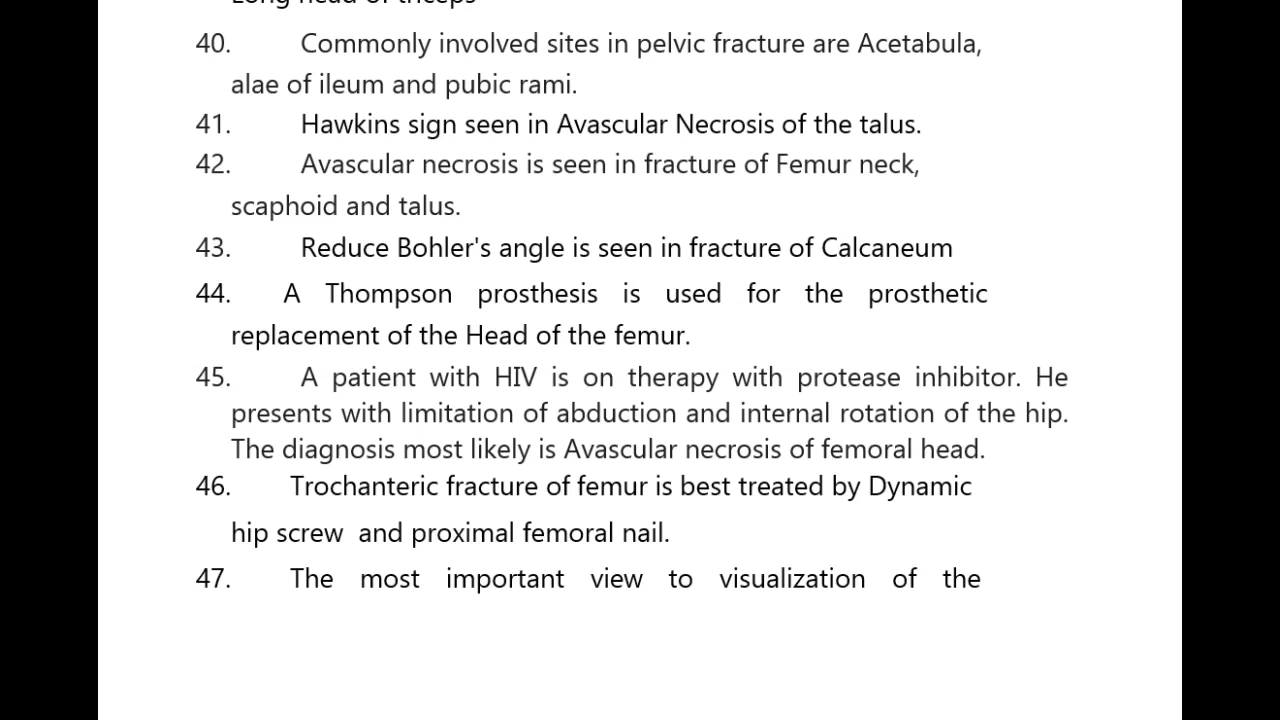 Long head of triceps
40. Commonly involved sites in pelvic fracture are Acetabula,
alae of ileum and pubic rami.
41. Hawkins sign seen in Avascular Necrosis of the talus.
42. Avascular necrosis is seen in fracture of Femur neck,
scaphoid and talus.
43. Reduce Bohler's angle is seen in fracture of Calcaneum
44. A Thompson prosthesis is used for the prosthetic
replacement of the Head of the femur.
45. A patient with HIV is on therapy with protease inhibitor. He
presents with limitation of abduction and internal rotation of the hip.
The diagnosis most likely is Avascular necrosis of femoral head.
46. Trochanteric fracture of femur is best treated by Dynamic
hip screw and proximal femoral nail.
47. The most important view to visualization of the